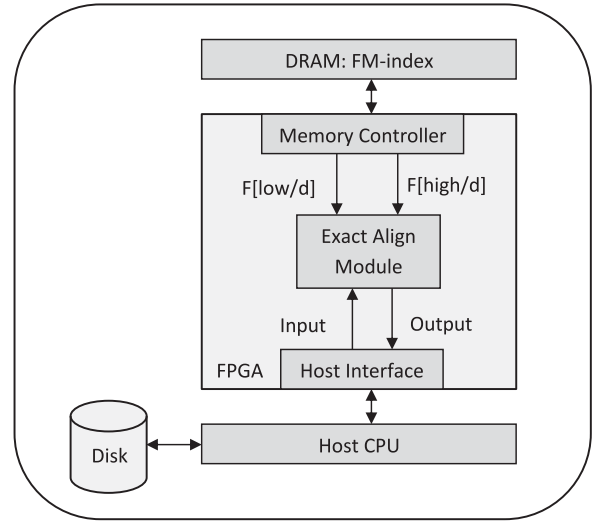 DRAM: FM-index
Memory Controller
F[low/d]
F[high/d]
Exact Align
Module
Input
Output
FPGA
Host Interface
Disk
Host CPU